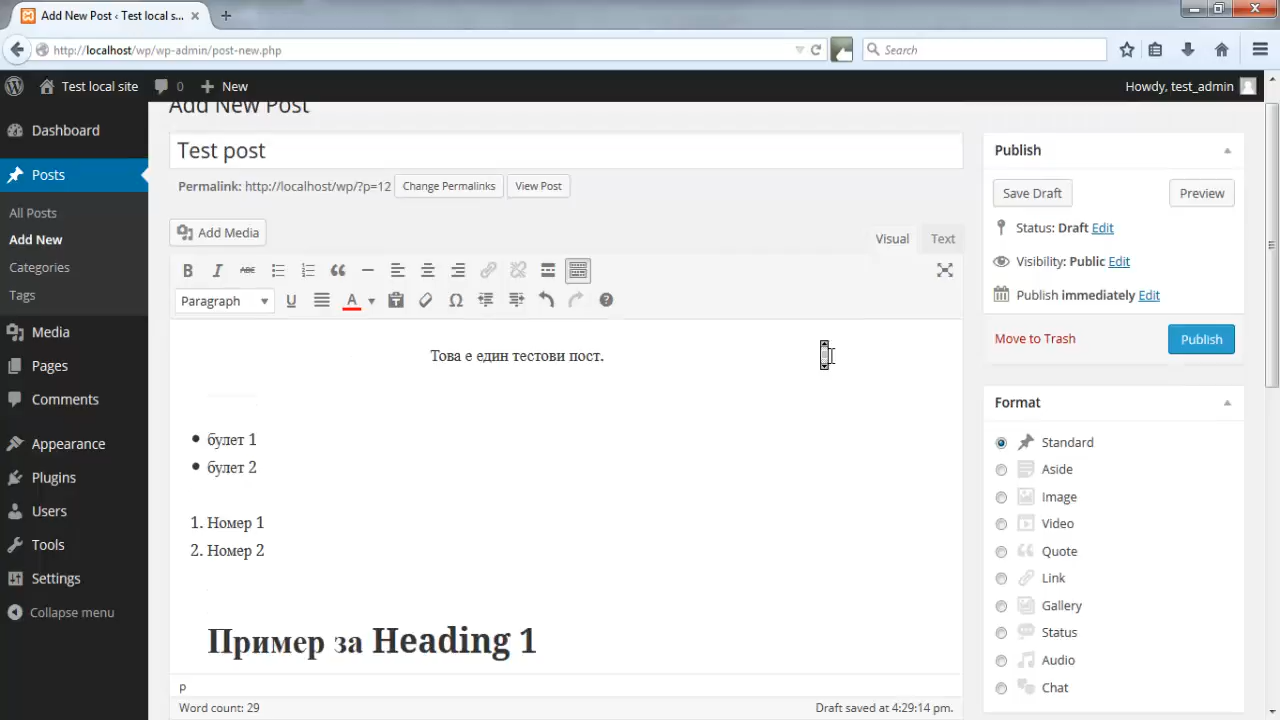 Add New Post ‹ Test local s...
http://localhost/wp/wp-admin/post-new.php
Search
Test local site 0 New
Howdy, test_admin
Dashboard
Posts
All Posts
Add New
Categories
Tags
Media
Pages
Comments
Appearance
Plugins
Users
Tools
Settings
Collapse menu
Add New Post
Test post
Permalink: http://localhost/wp/?p=12 Change Permalinks View Post
Add Media
Visual Text
B I ABC
Paragraph U A Ω ?
Това е един тестови пост.
• булет 1
• булет 2
1. Номер 1
2. Номер 2
Пример за Heading 1
p
Word count: 29
Draft saved at 4:29:14 pm.
Publish
Save Draft Preview
Status: Draft Edit
Visibility: Public Edit
Publish immediately Edit
Move to Trash Publish
Format
Standard
Aside
Image
Video
Quote
Link
Gallery
Status
Audio
Chat